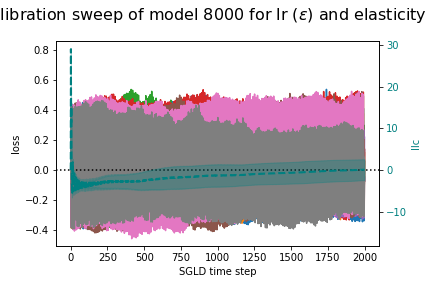 libration sweep of model 8000 for lr (ε) and elasticity
0.8
0.6
0.4
0.2
0.0
−0.2
−0.4
loss
30
20
10
0
−10
llc
0 250 500 750 1000 1250 1500 1750 2000
SGLD time step